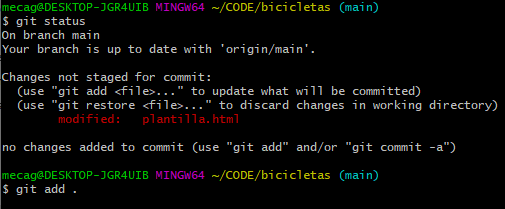 mecag@DESKTOP-JGR4UIB MINGW64 ~/CODE/bicicletas (main)
$ git status
On branch main
Your branch is up to date with 'origin/main'.

Changes not staged for commit:
  (use "git add <file>..." to update what will be committed)
  (use "git restore <file>..." to discard changes in working directory)
        modified:   plantilla.html

no changes added to commit (use "git add" and/or "git commit -a")

mecag@DESKTOP-JGR4UIB MINGW64 ~/CODE/bicicletas (main)
$ git add .